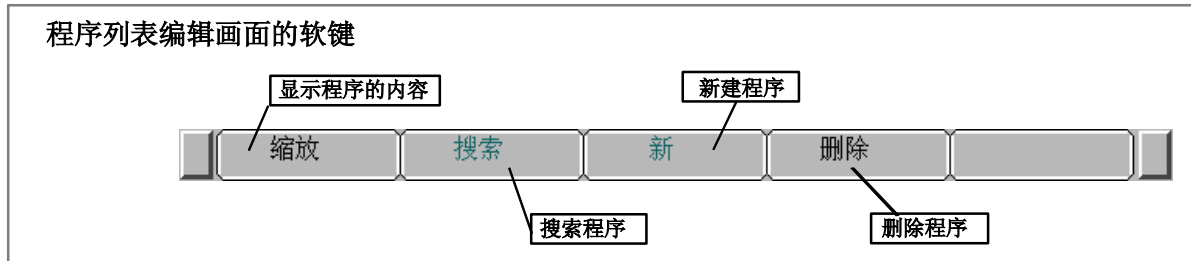 程序列表编辑画面的软键
显示程序的内容
新建程序
缩放
搜索
新
删除
搜索程序
删除程序